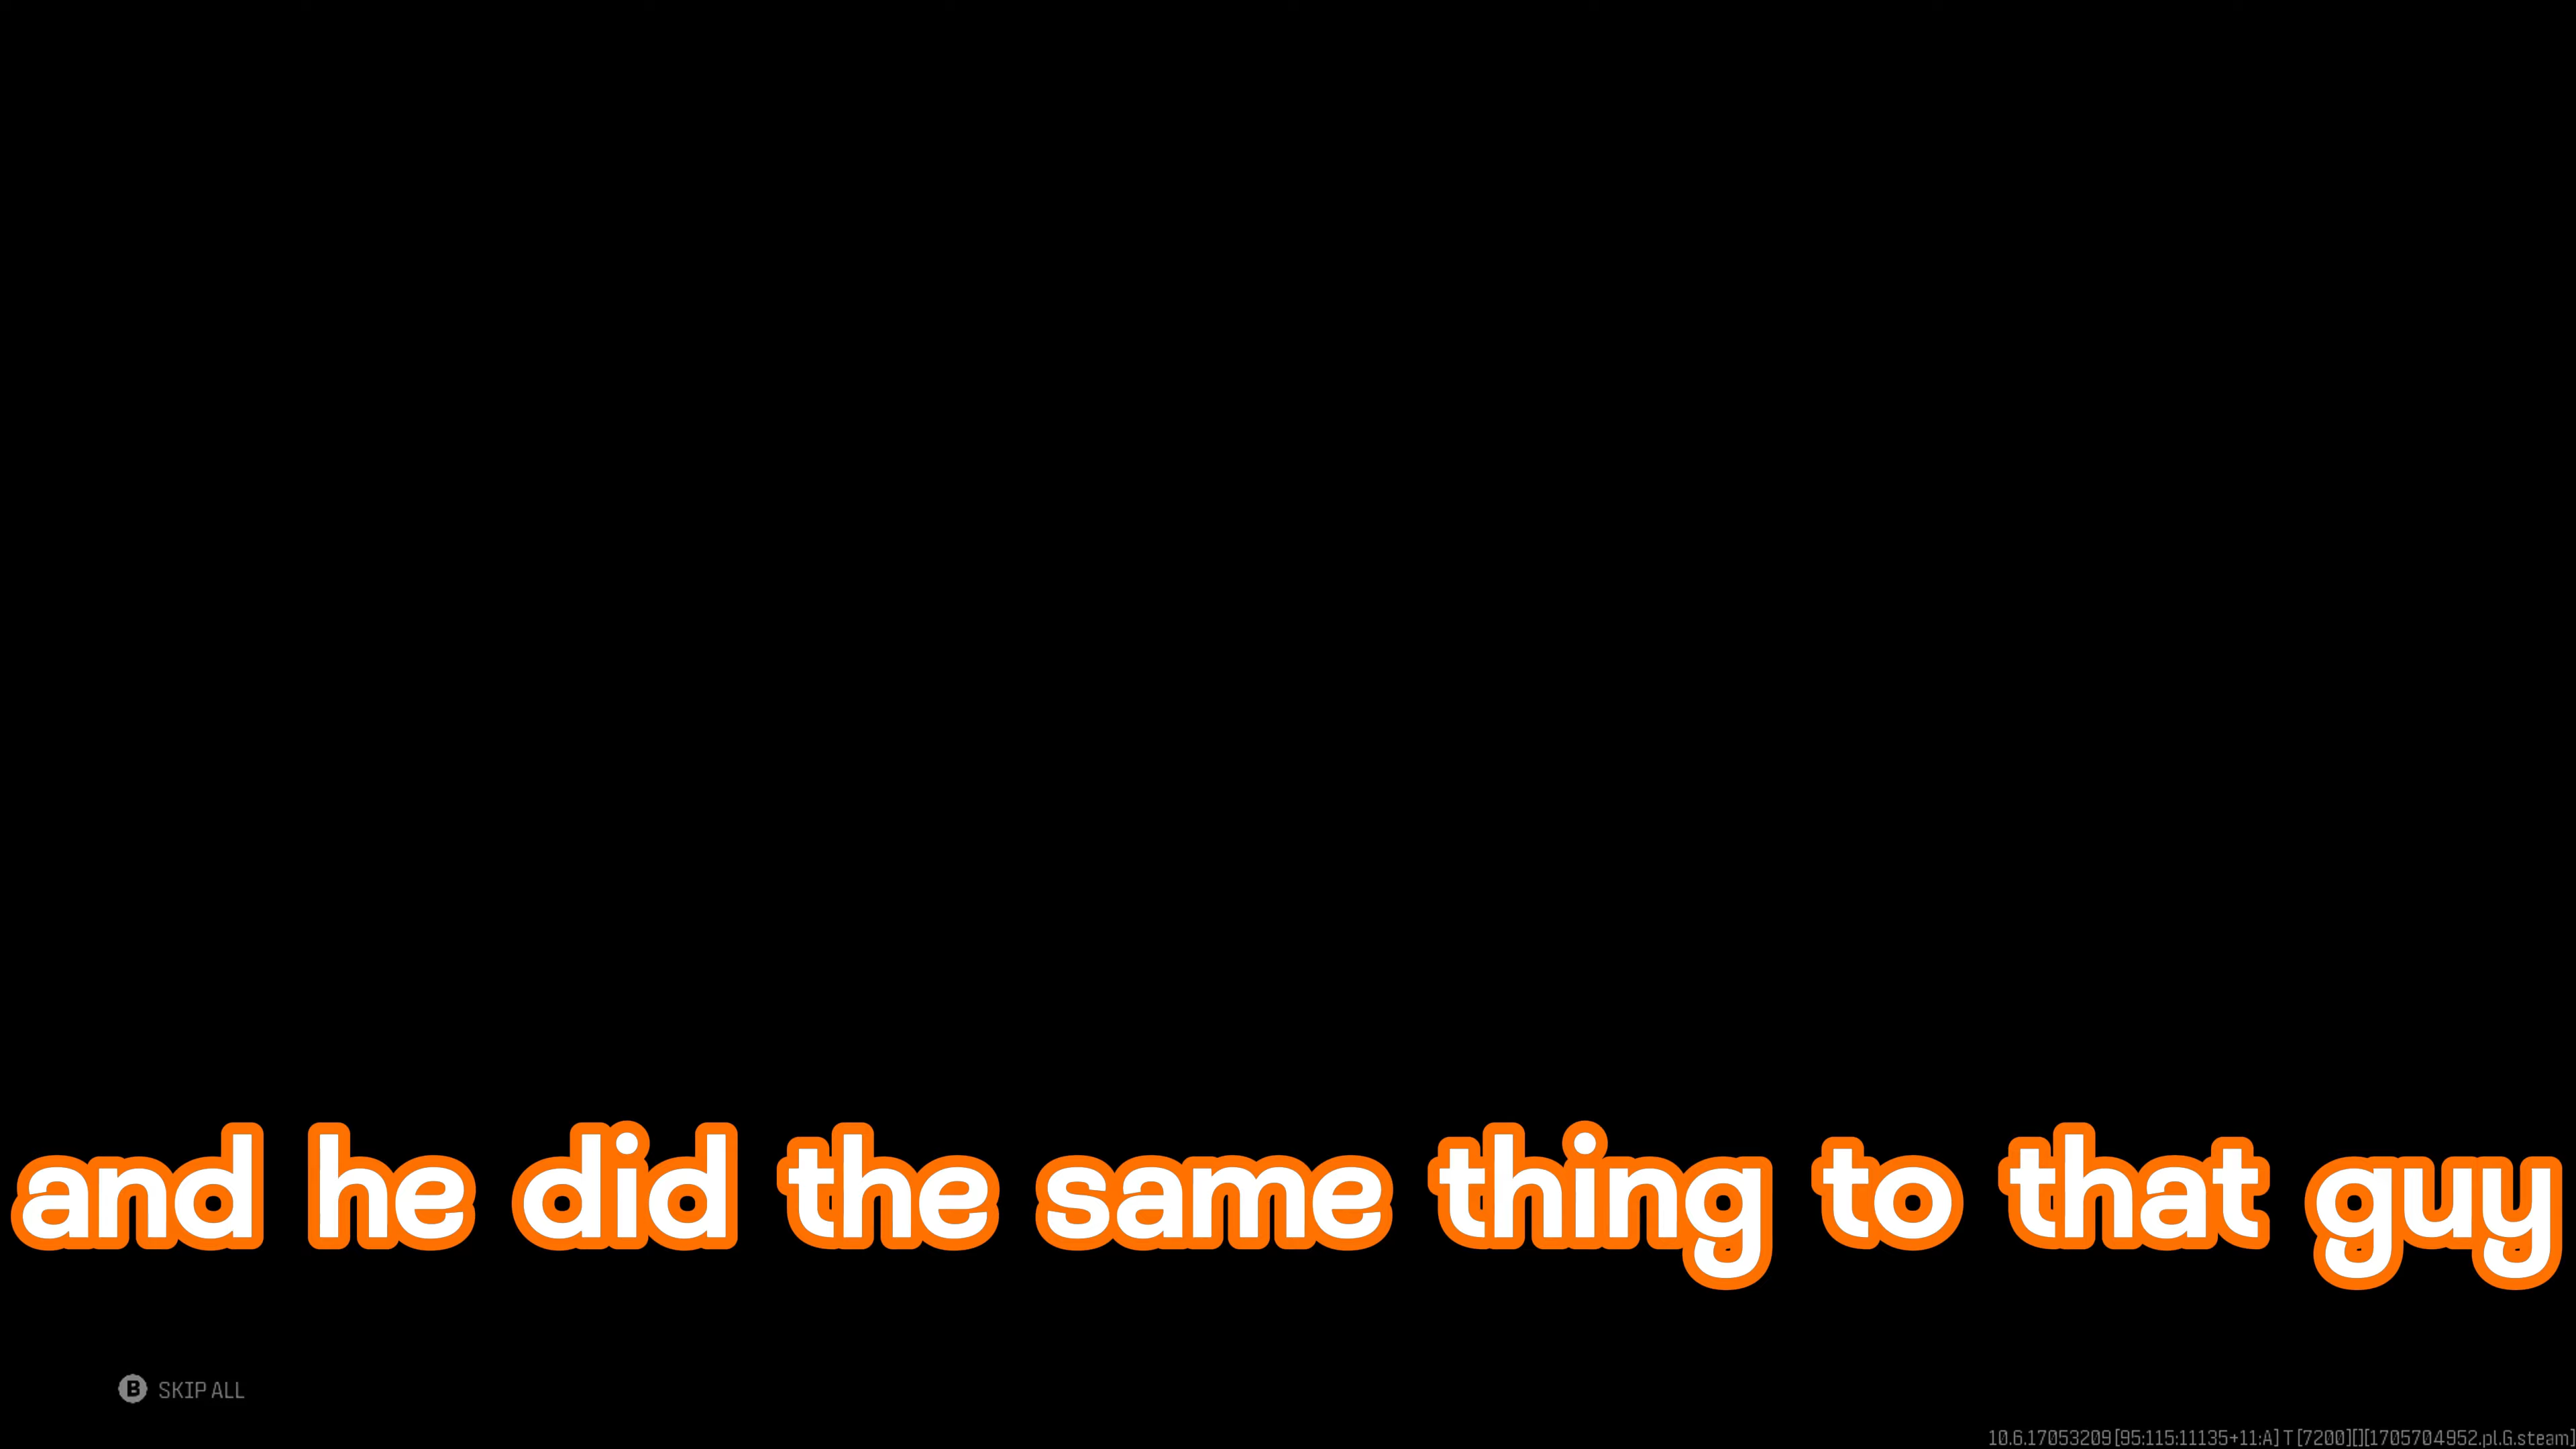 and he did the same thing to that guy
B SKIP ALL
10.6.17053209 [95:115:11135+11:A] T [7200][][1705704952.pl.G.steam]